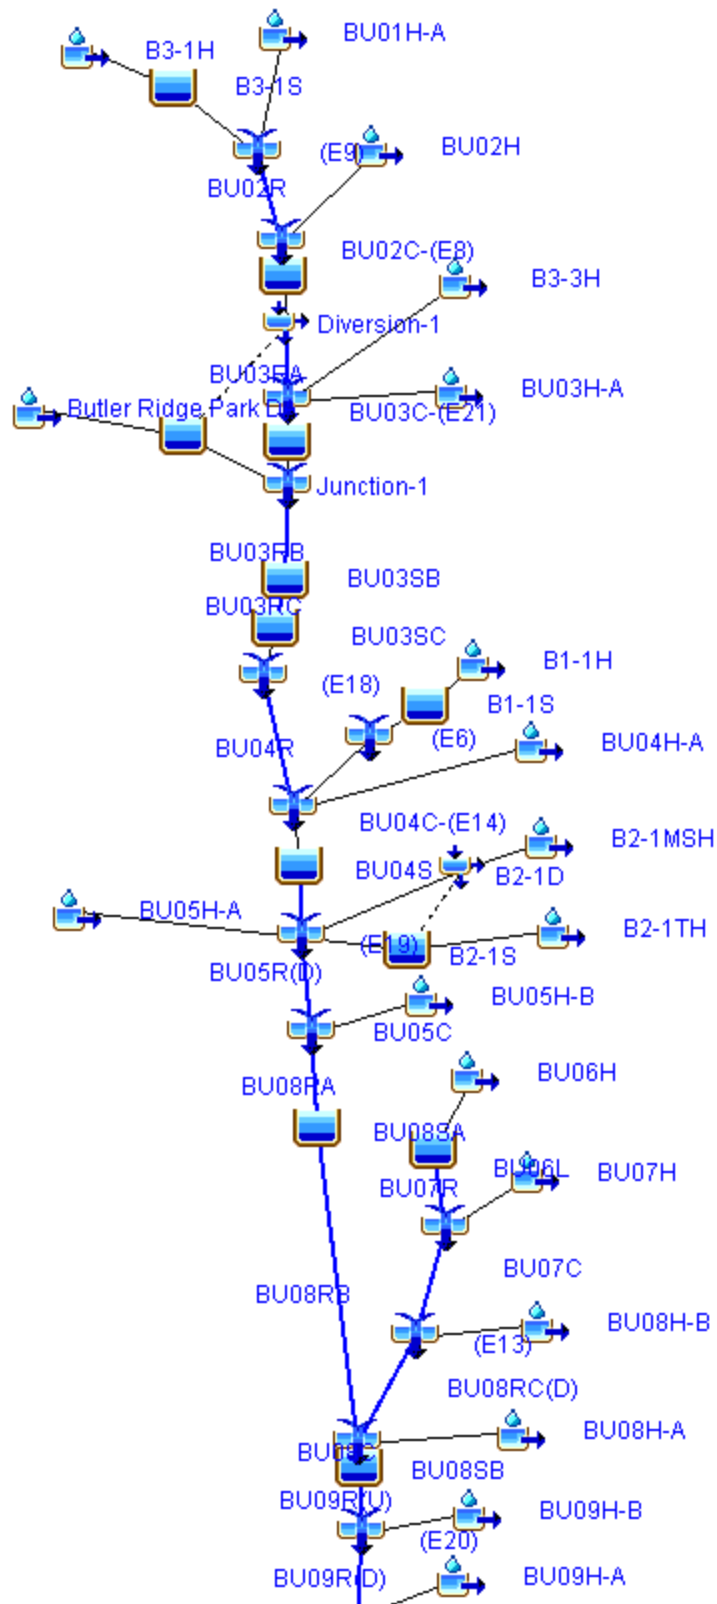 BU01H-A
B3-1H
B3-1S
(E9)
BU02H
BU02R
BU02C-(E8)
B3-3H
Diversion-1
BU03RA
BU03H-A
Butler Ridge Park D
BU03C-(E21)
Junction-1
BU03RB
BU03SB
BU03RC
BU03SC
B1-1H
(E18)
B1-1S
(E6)
BU04H-A
BU04R
BU04C-(E14)
B2-1MSH
BU04S
B2-1D
BU05H-A
B2-1TH
(E19)
B2-1S
BU05R(D)
BU05H-B
BU05C
BU06H
BU08RA
BU08SA
BU06L
BU07H
BU07R
BU07C
BU08RB
BU08H-B
(E13)
BU08RC(D)
BU08H-A
BU08C
BU08SB
BU09R(U)
BU09H-B
(E20)
BU09R(D)
BU09H-A